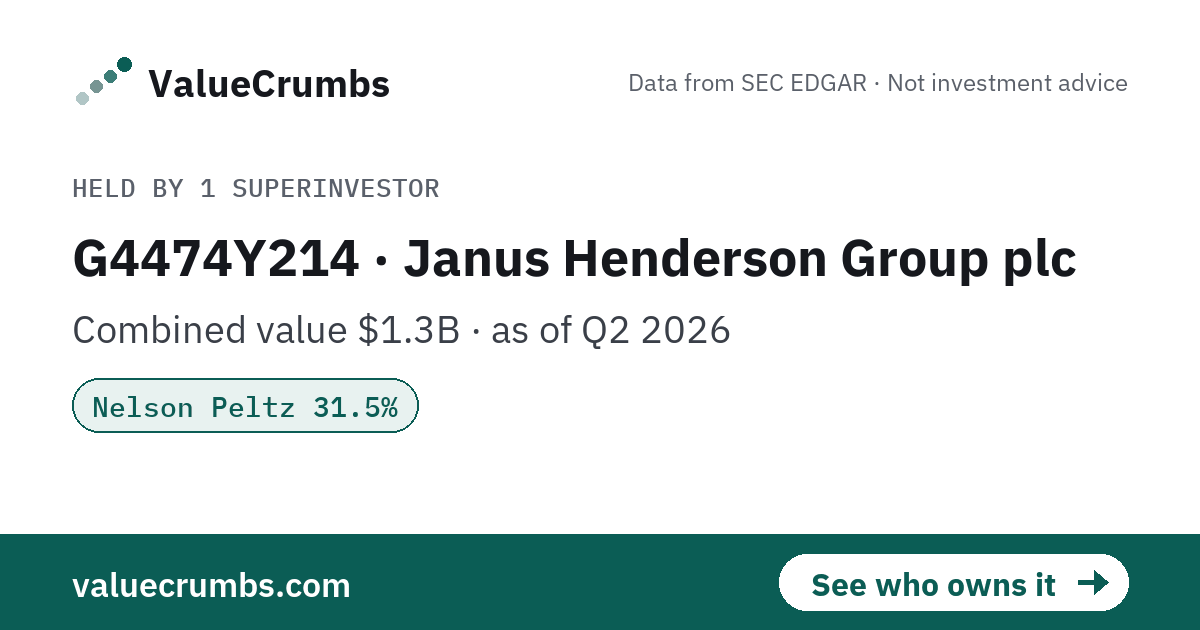 ValueCrumbs
Data from SEC EDGAR · Not investment advice
HELD BY 1 SUPERINVESTOR
G4474Y214 · Janus Henderson Group plc
Combined value $1.3B · as of Q2 2026
Nelson Peltz 31.5%
valuecrumbs.com
See who owns it →